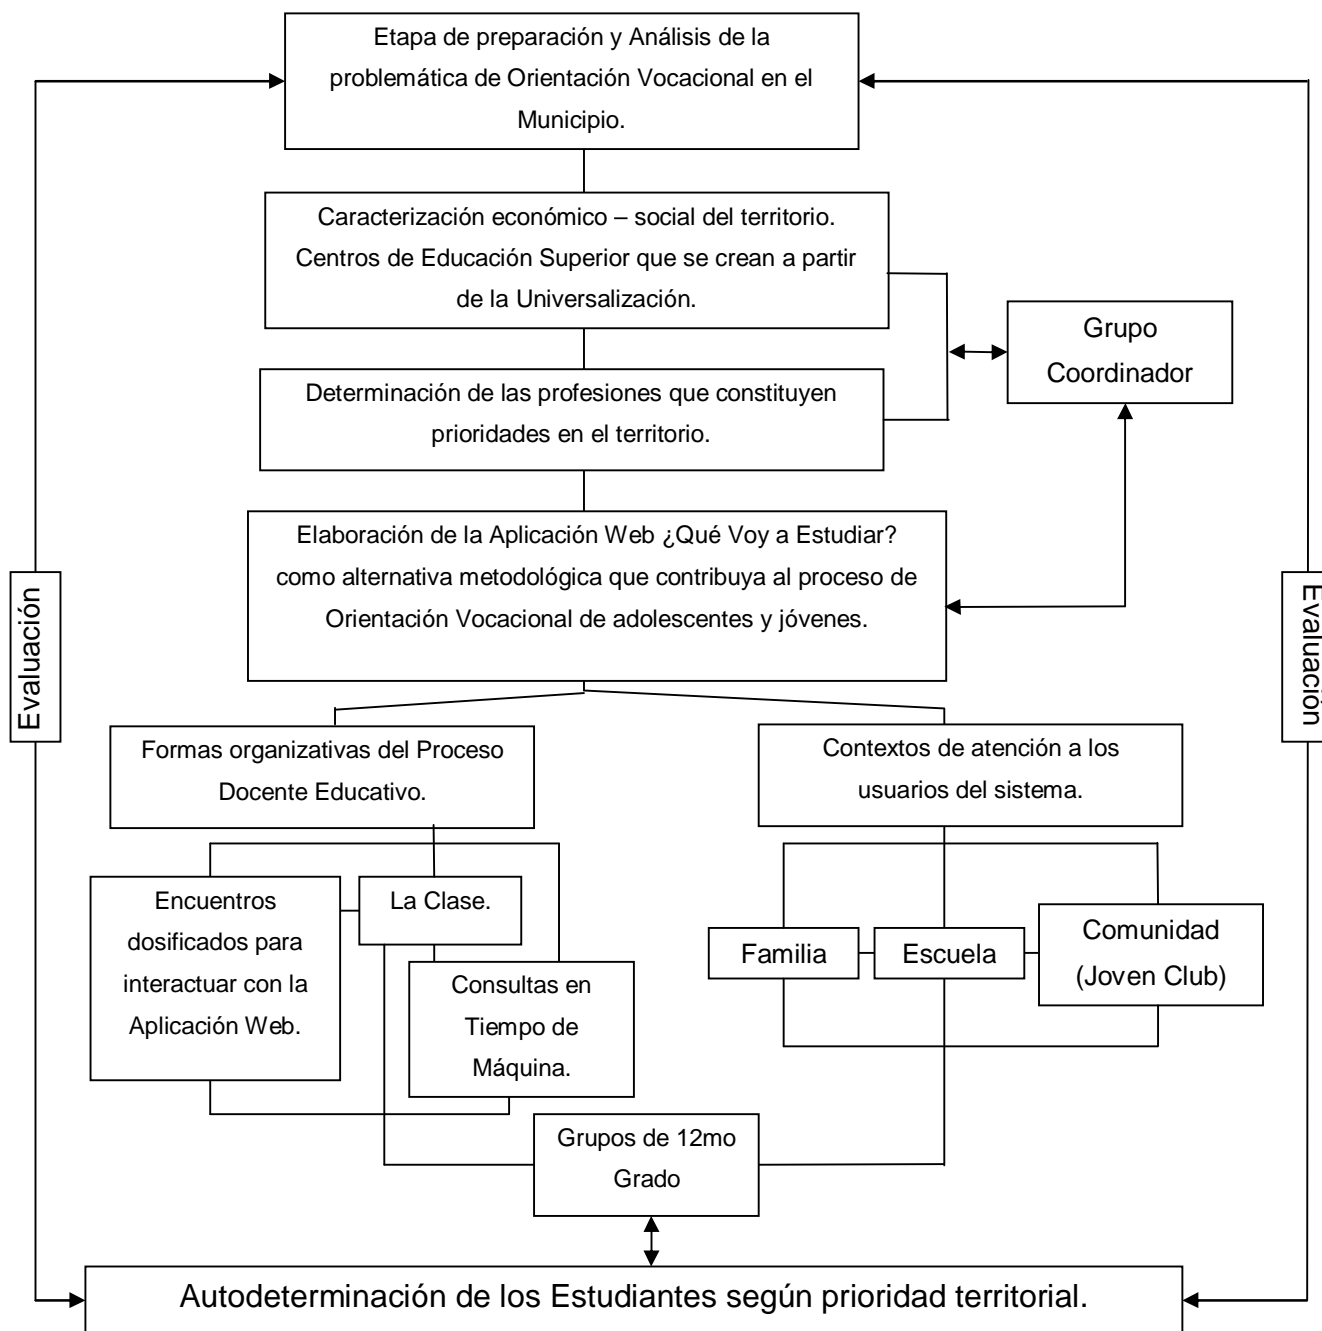 Etapa de preparación y Análisis de la
problemática de Orientación Vocacional en el
Municipio.
Caracterización económico – social del territorio.
Centros de Educación Superior que se crean a partir
de la Universalización.
Grupo
Coordinador
Determinación de las profesiones que constituyen
prioridades en el territorio.
Elaboración de la Aplicación Web ¿Qué Voy a Estudiar?
como alternativa metodológica que contribuya al proceso de
Orientación Vocacional de adolescentes y jóvenes.
Evaluación
Evaluación
Formas organizativas del Proceso
Docente Educativo.
Contextos de atención a los
usuarios del sistema.
Encuentros
dosificados para
interactuar con la
Aplicación Web.
La Clase.
Consultas en
Tiempo de
Máquina.
Familia
Escuela
Comunidad
(Joven Club)
Grupos de 12mo
Grado
Autodeterminación de los Estudiantes según prioridad territorial.